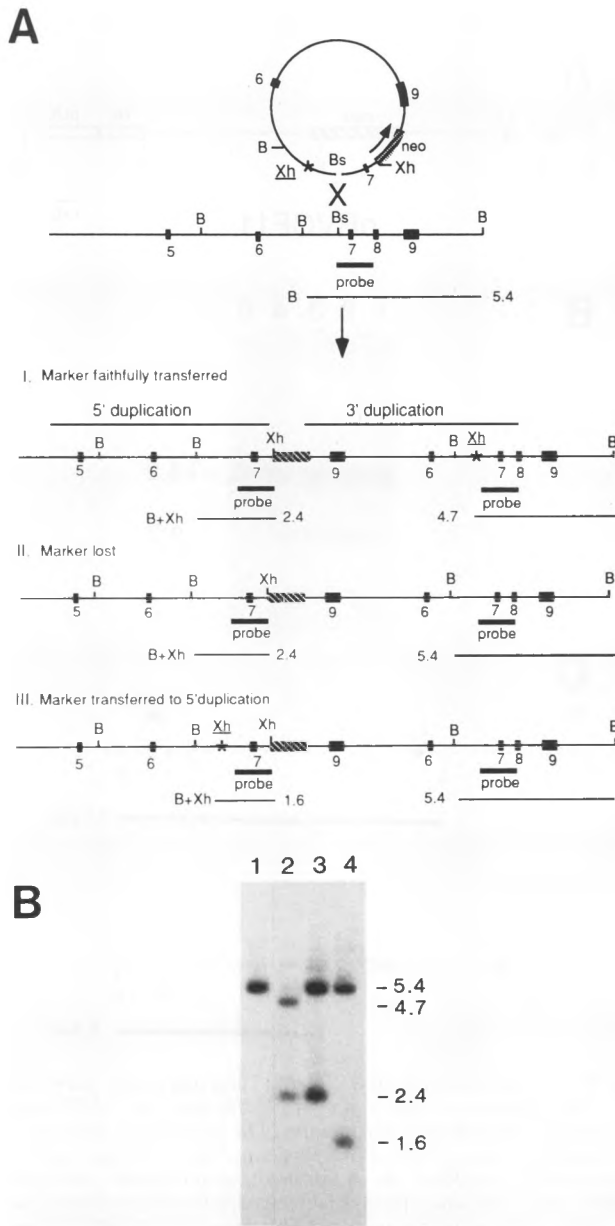 A
6
9
B
neo
Xh
Bs
7
Xh
X
B
B
Bs
B
5
6
7
8
9
probe
B
5.4
I. Marker faithfully transferred
5' duplication
3' duplication
B
B
Xh
B
Xh
B
5
6
7
9
6
7
8
9
probe
probe
B+Xh
2.4
4.7
II. Marker lost
B
B
Xh
B
B
5
6
7
9
6
7
8
9
probe
probe
B+Xh
2.4
5.4
III. Marker transferred to 5'duplication
B
B
Xh
Xh
B
B
5
6
7
9
6
7
8
9
probe
probe
B+Xh
1.6
5.4
B
1 2 3 4
- 5.4
- 4.7
- 2.4
- 1.6